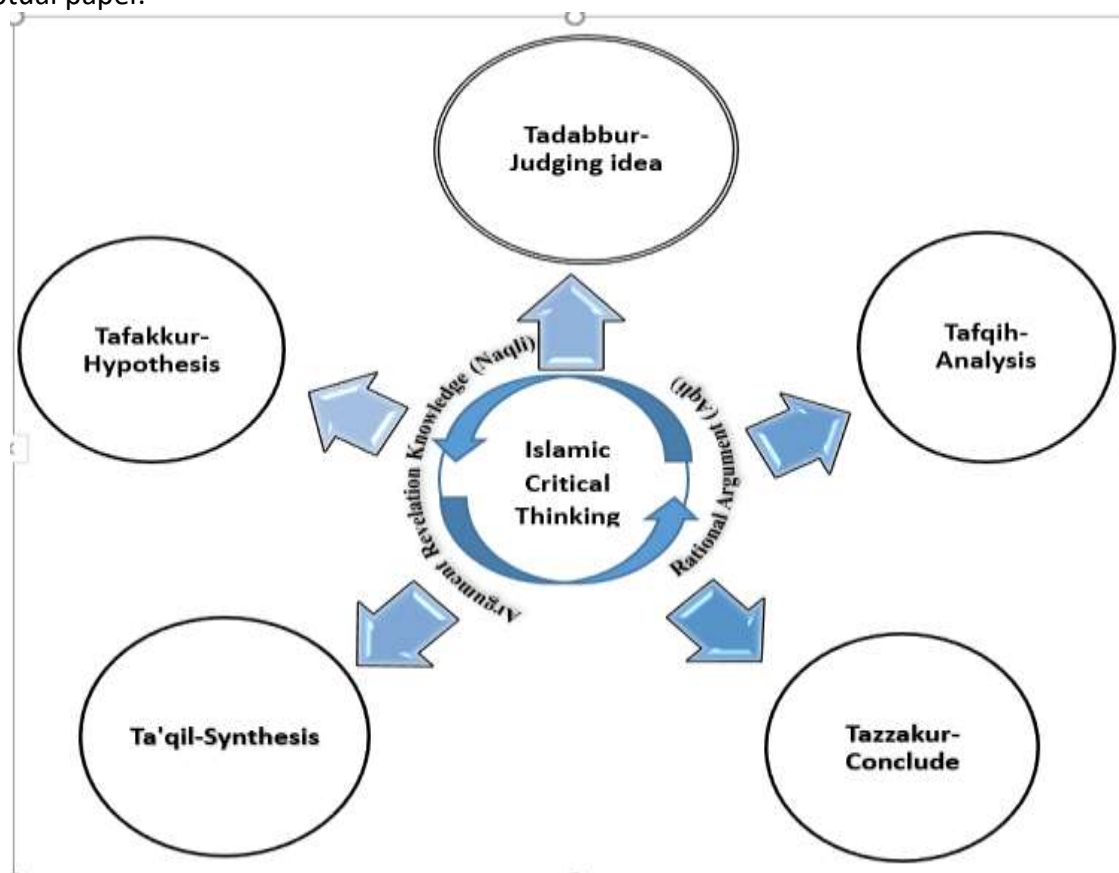 stual paper.
Tadabbur-
Judging idea
Tafakkur-
Hypothesis
Tafqih-
Analysis
Argument Revelation Knowledge (Naqli)
Rational Argument (Aqli)
Islamic
Critical
Thinking
Ta'qil-Synthesis
Tazzakur-
Conclude